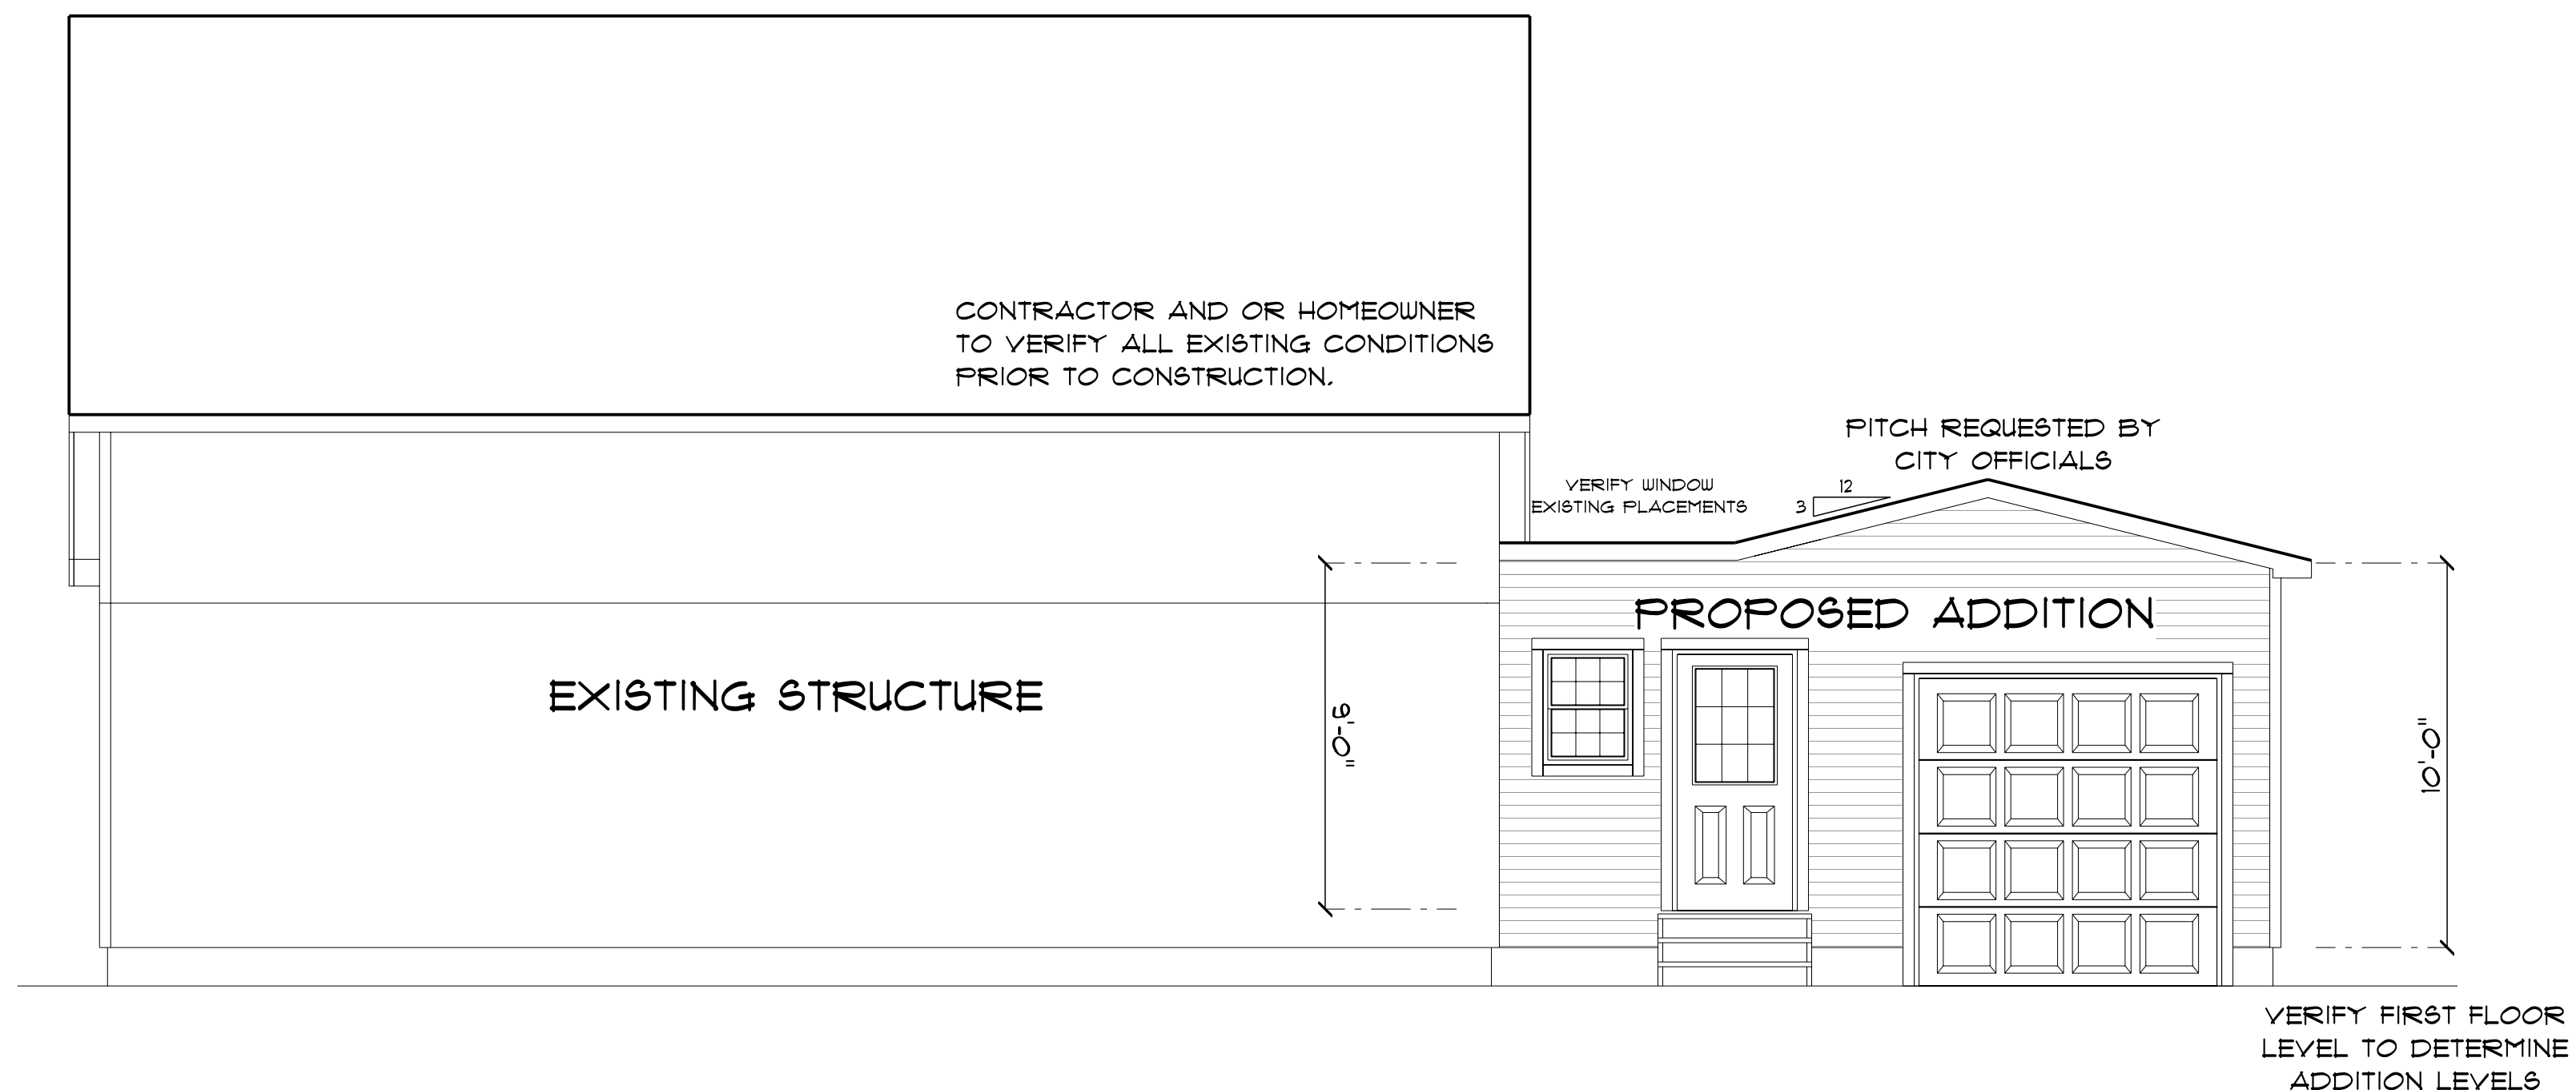 CONTRACTOR AND OR HOMEOWNER
TO VERIFY ALL EXISTING CONDITIONS
PRIOR TO CONSTRUCTION.
PITCH REQUESTED BY
CITY OFFICIALS
VERIFY WINDOW
EXISTING PLACEMENTS
12
3
PROPOSED ADDITION
EXISTING STRUCTURE
9'-0"
10'-0"
VERIFY FIRST FLOOR
LEVEL TO DETERMINE
ADDITION LEVELS